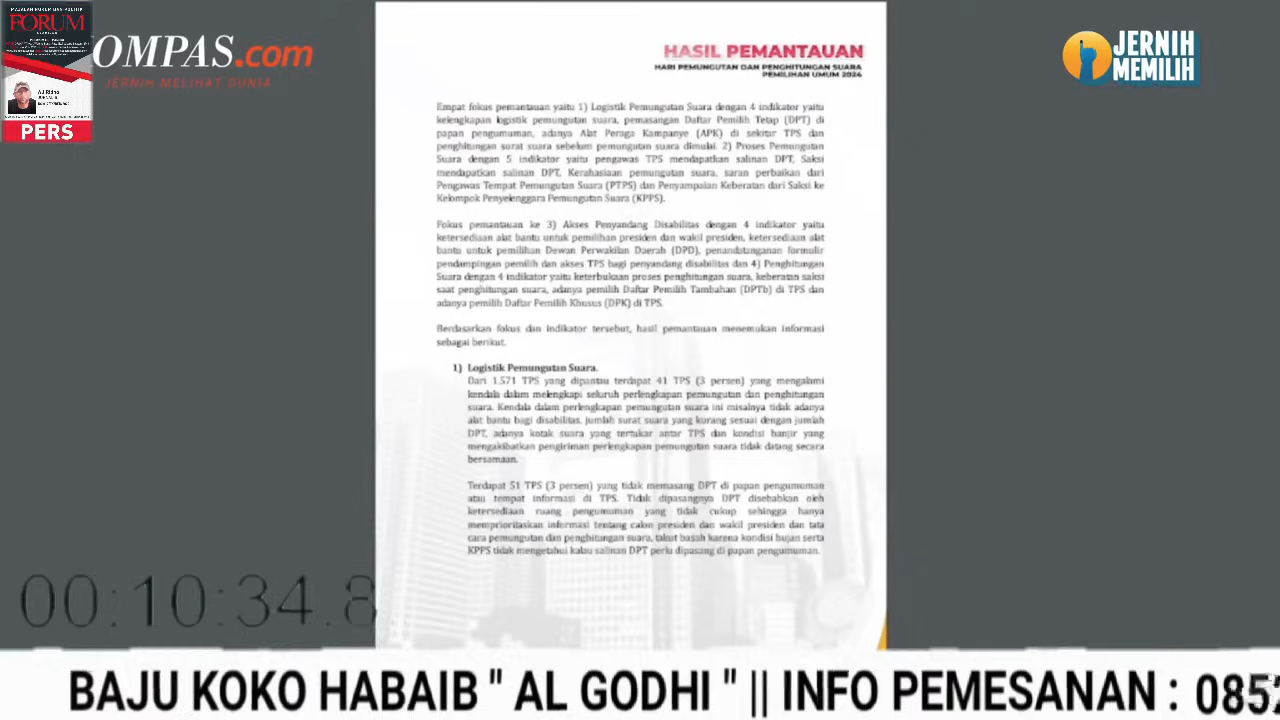 MAJALAH HUKUM DAN POLITIK
FORUM
Ali Ridho
PERS
OMPAS.com
JERNIH MELIHAT DUNIA
JERNIH
MEMILIH
HASIL PEMANTAUAN
HARI PEMUNGUTAN DAN PENGHITUNGAN SUARA
PEMILIHAN UMUM 2024
Empat fokus pemantauan yaitu 1) Logistik Pemungutan Suara dengan 4 indikator yaitu
kelengkapan logistik pemungutan suara, pemasangan Daftar Pemilih Tetap (DPT) di
papan pengumuman, adanya Alat Peraga Kampanye (APK) di sekitar TPS dan
penghitungan surat suara sebelum pemungutan suara dimulai. 2) Proses Pemungutan
Suara dengan 5 indikator yaitu pengawas TPS mendapatkan salinan DPT, Saksi
mendapatkan salinan DPT, Kerahasiaan pemungutan suara, saran perbaikan dari
Pengawas Tempat Pemungutan Suara (PTPS) dan Penyampaian Keberatan dari Saksi ke
Kelompok Penyelenggara Pemungutan Suara (KPPS).
Fokus pemantauan ke 3) Akses Penyandang Disabilitas dengan 4 indikator yaitu
ketersediaan alat bantu untuk pemilihan presiden dan wakil presiden, ketersediaan alat
bantu untuk pemilihan Dewan Perwakilan Daerah (DPD), penandatanganan formulir
pendampingan pemilih dan akses TPS bagi penyandang disabilitas dan 4) Penghitungan
Suara dengan 4 indikator yaitu keterbukaan proses penghitungan suara, keberatan saksi
saat penghitungan suara, adanya pemilih Daftar Pemilih Tambahan (DPTb) di TPS dan
adanya pemilih Daftar Pemilih Khusus (DPK) di TPS.
Berdasarkan fokus dan indikator tersebut, hasil pemantauan menemukan informasi
sebagai berikut.
1) Logistik Pemungutan Suara.
Dari 1.571 TPS yang dipantau terdapat 41 TPS (3 persen) yang mengalami
kendala dalam melengkapi seluruh perlengkapan pemungutan dan penghitungan
suara. Kendala dalam perlengkapan pemungutan suara ini misalnya tidak adanya
alat bantu bagi disabilitas, jumlah surat suara yang kurang sesuai dengan jumlah
DPT, adanya kotak suara yang tertukar antar TPS dan kondisi banjir yang
mengakibatkan pengiriman perlengkapan pemungutan suara tidak datang secara
bersamaan.
Terdapat 51 TPS (3 persen) yang tidak memasang DPT di papan pengumuman
atau tempat informasi di TPS. Tidak dipasangnya DPT disebabkan oleh
ketersediaan ruang pengumuman yang tidak cukup sehingga hanya
memprioritaskan informasi tentang calon presiden dan wakil presiden dan tata
cara pemungutan dan penghitungan suara, takut basah karena kondisi hujan serta
KPPS tidak mengetahui kalau salinan DPT perlu dipasang di papan pengumuman.
00:10:34.8
BAJU KOKO HABAIB " AL GODHI " || INFO PEMESANAN : 085